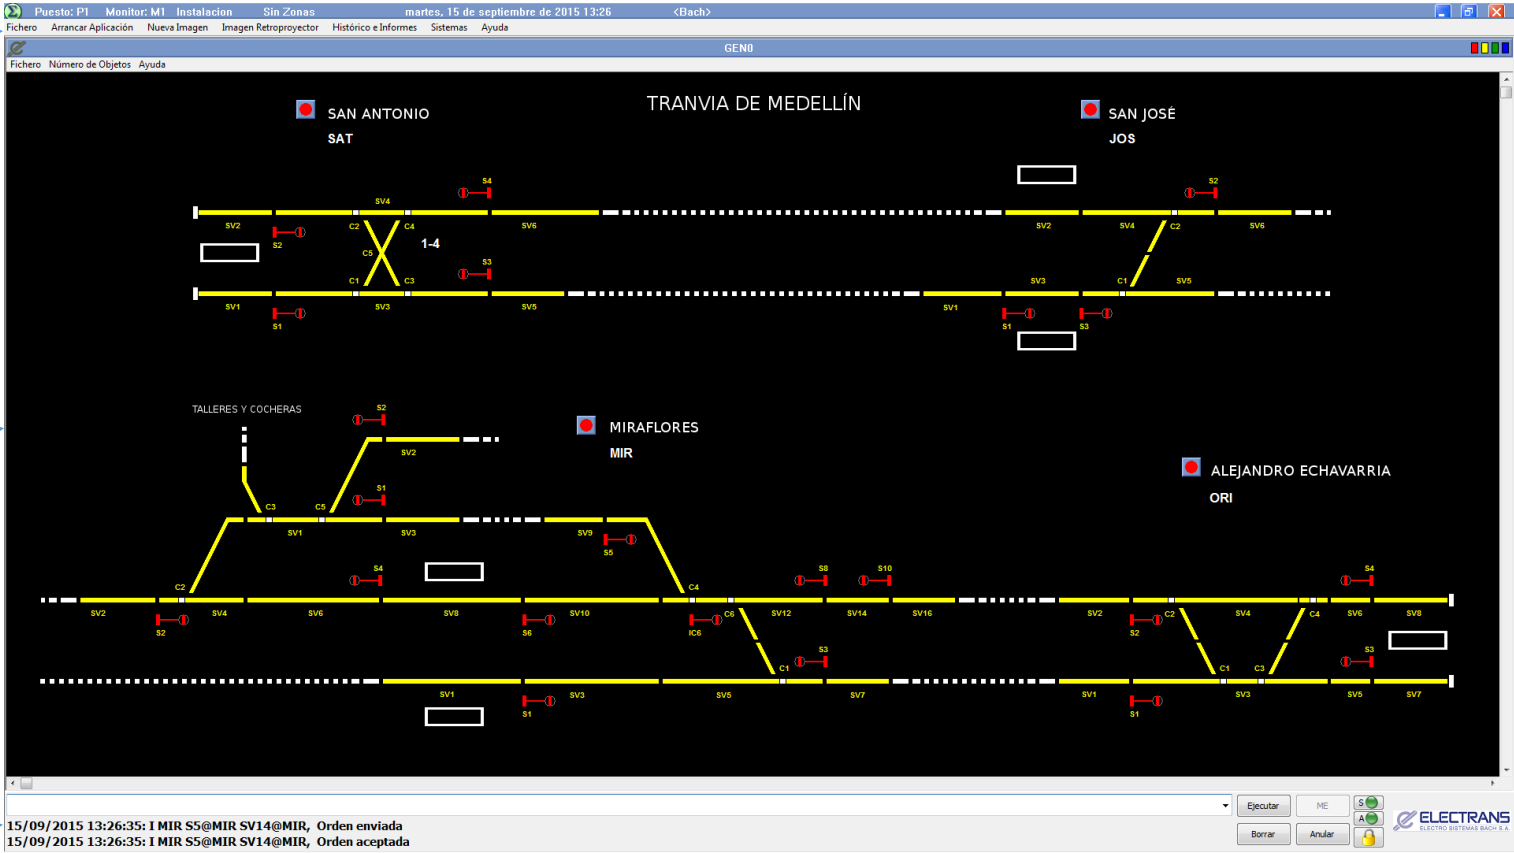 Puesto: P1 Monitor: M1 Instalacion Sin Zonas martes, 15 de septiembre de 2015 13:26 <Bach>
Fichero Arrancar Aplicación Nueva Imagen Imagen Retroproyector Histórico e Informes Sistemas Ayuda
GEN0
Fichero Número de Objetos Ayuda
TRANVIA DE MEDELLÍN
SAN ANTONIO
SAT
SAN JOSÉ
JOS
S4 S2
SV4
SV2 C2 C4 SV6 SV2 SV4 C2 SV6
S2
1-4
C5
S3
C1 C3 SV3 C1 SV5
SV1 SV3 SV5 SV1
S1 S1 S3
TALLERES Y COCHERAS
S2
MIRAFLORES
MIR
SV2
ALEJANDRO ECHAVARRIA
ORI
S1
C3 C5
SV1 SV3 SV9
S5
S4 S8 S10 S4
C2 C4
SV2 SV4 SV6 SV8 SV10 C6 SV12 SV14 SV16 SV2 C2 SV4 C4 SV6 SV8
S2 S6 IC6 S2
S3 S3
C1 C1 C3
SV1 SV3 SV5 SV7 SV1 SV3 SV5 SV7
S1 S1
Ejecutar ME S
A
15/09/2015 13:26:35: I MIR S5@MIR SV14@MIR, Orden enviada
15/09/2015 13:26:35: I MIR S5@MIR SV14@MIR, Orden aceptada
Borrar Anular
ELECTRANS
ELECTRO SISTEMAS BACH S.A.